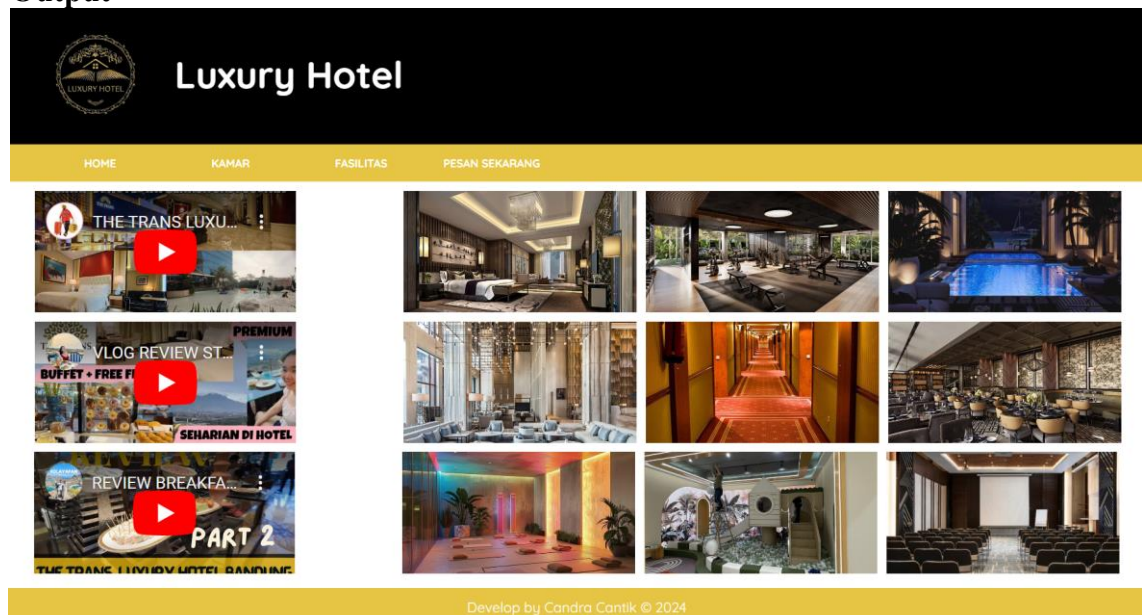 Output
LUXURY HOTEL
Luxury Hotel
HOME KAMAR FASILITAS PESAN SEKARANG
THE TRANS LUXU...
VLOG REVIEW ST...
PREMIUM
BUFFET + FREE
SEHARIAN DI HOTEL
REVIEW
REVIEW BREAKFA...
PART 2
THE TRANS LUXURY HOTEL BANDUNG
Develop by Candra Cantik © 2024